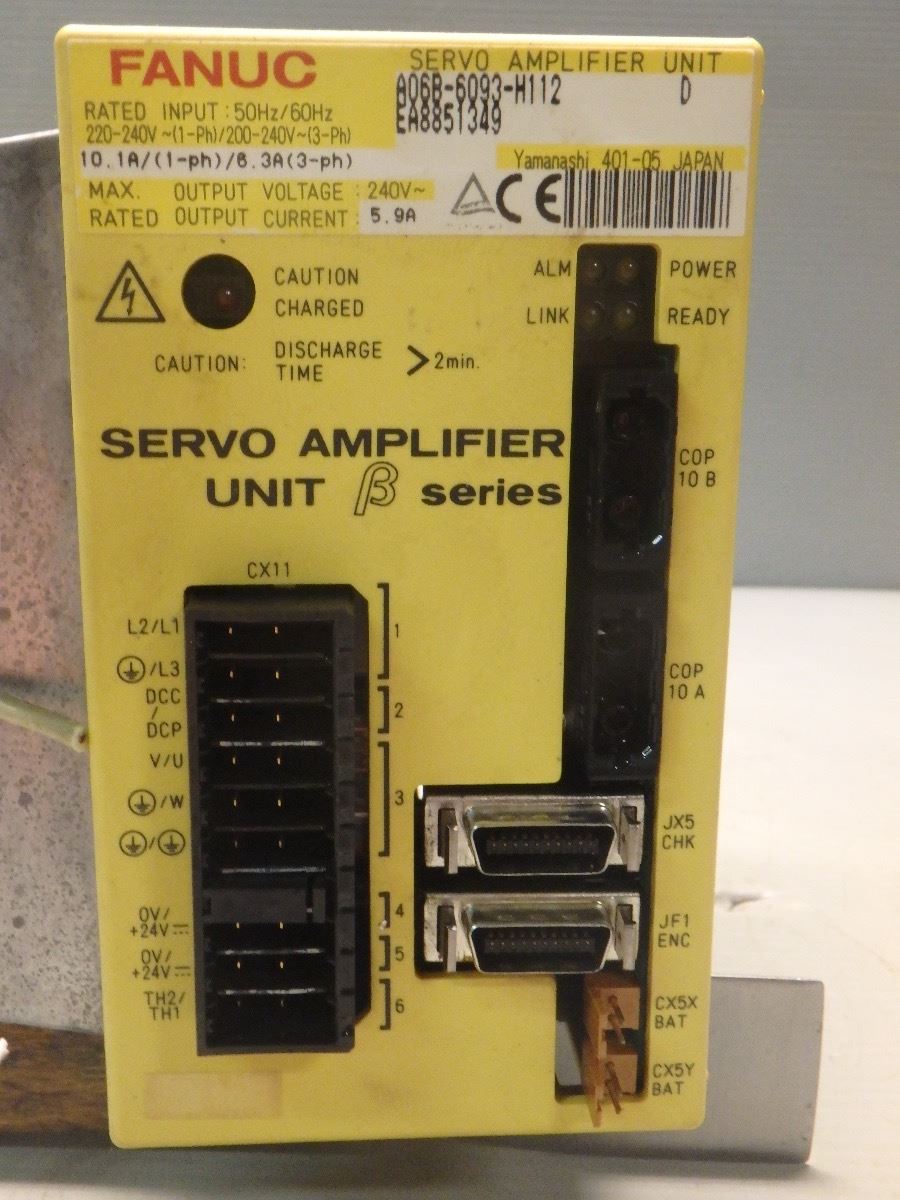 FANUC
SERVO AMPLIFIER UNIT
A06B-6093-H112 D
EA8851349
RATED INPUT : 50Hz/60Hz
220-240V ~(1-Ph)/200-240V~(3-Ph)
10.1A/(1-ph)/6.3A(3-ph)
Yamanashi 401-05 JAPAN
MAX. OUTPUT VOLTAGE : 240V~
RATED OUTPUT CURRENT : 5.9A
CE
CAUTION
CHARGED
ALM POWER
LINK READY
CAUTION: DISCHARGE
TIME > 2min.
SERVO AMPLIFIER
UNIT β series
COP
10 B
CX11
L2/L1
/L3
DCC
/
DCP
V/U
/W
/
0V/
+24V
0V/
+24V
TH2/
TH1
1
2
3
4
5
6
COP
10 A
JX5
CHK
JF1
ENC
CX5X
BAT
CX5Y
BAT